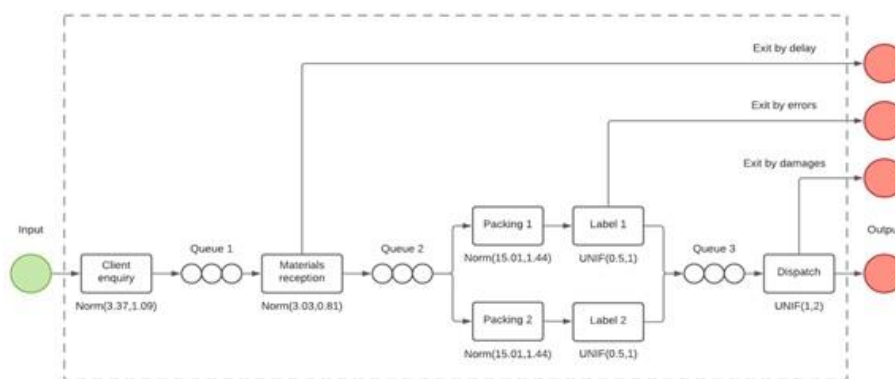 Exit by delay
Exit by errors
Exit by damages
Input
Outpu
Queue 1
Queue 2
Queue 3
Client
enquiry
Materials
reception
Packing 1
Label 1
Packing 2
Label 2
Dispatch
Norm(3.37,1.09)
Norm(3.03,0.81)
Norm(15.01,1.44)
UNIF(0.5,1)
Norm(15.01,1.44)
UNIF(0.5,1)
UNIF(1,2)